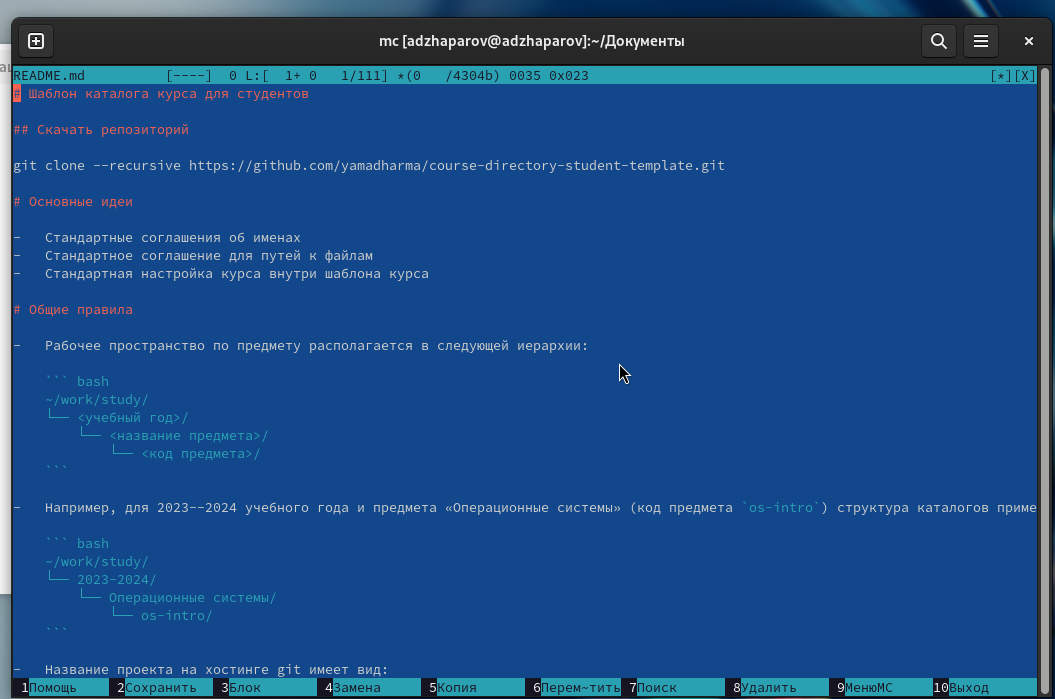 mc [adzhaparov@adzhaparov]:~/Документы
README.md [----] 0 L:[ 1+ 0 1/111] *(0 /4304b) 0035 0x023 [*][X]
# Шаблон каталога курса для студентов
## Скачать репозиторий
git clone --recursive https://github.com/yamadharma/course-directory-student-template.git
# Основные идеи
- Стандартные соглашения об именах
- Стандартное соглашение для путей к файлам
- Стандартная настройка курса внутри шаблона курса
# Общие правила
- Рабочее пространство по предмету располагается в следующей иерархии:
``` bash
~/work/study/
└── <учебный год>/
└── <название предмета>/
└── <код предмета>/
```
- Например, для 2023--2024 учебного года и предмета «Операционные системы» (код предмета `os-intro`) структура каталогов приме
``` bash
~/work/study/
└── 2023-2024/
└── Операционные системы/
└── os-intro/
```
- Название проекта на хостинге git имеет вид:
1Помощь 2Сохранить 3Блок 4Замена 5Копия 6Перем~тить 7Поиск 8Удалить 9МенюМС 10Выход